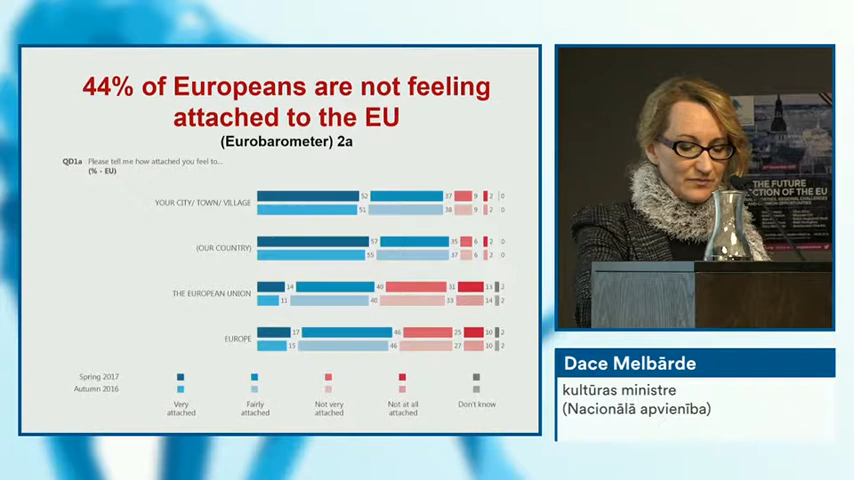 44% of Europeans are not feeling
attached to the EU
(Eurobarometer) 2a
QD1a Please tell me how attached you feel to...
(% - EU)
YOUR CITY/ TOWN/ VILLAGE
52 37 9 2 0
51 38 9 2 0
(OUR COUNTRY)
57 35 6 2 0
55 37 6 2 0
THE EUROPEAN UNION
14 40 31 13 2
11 40 33 14 2
EUROPE
17 46 25 10 2
15 46 27 10 2
Spring 2017
Autumn 2016
Very attached
Fairly attached
Not very attached
Not at all attached
Don't know
THE FUTURE
CTION OF THE EU
Dace Melbārde
kultūras ministre
(Nacionālā apvienība)